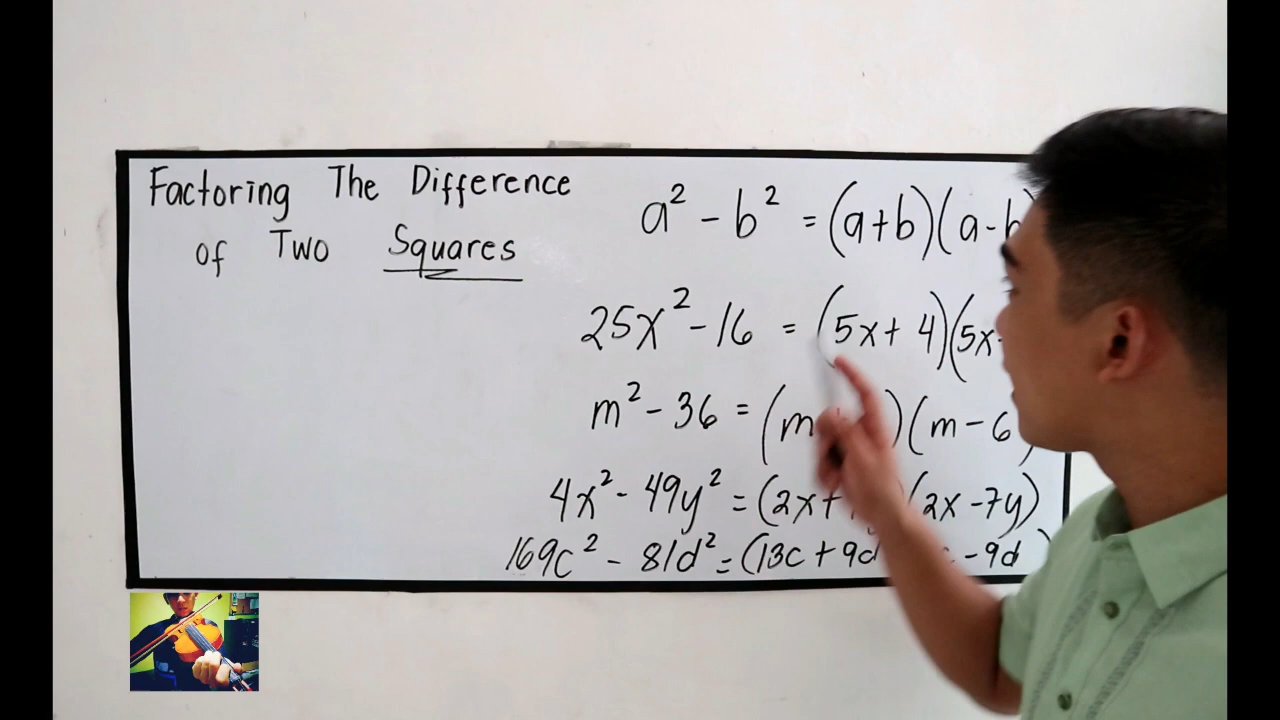 Factoring The Difference
of Two Squares
a² - b² = (a+b)(a-b
25x² - 16 = (5x + 4)(5x
m² - 36 = (m )(m - 6
4x² - 49y² = (2x+ (2x - 7y)
169c² - 81d² = (13c + 9d - 9d )